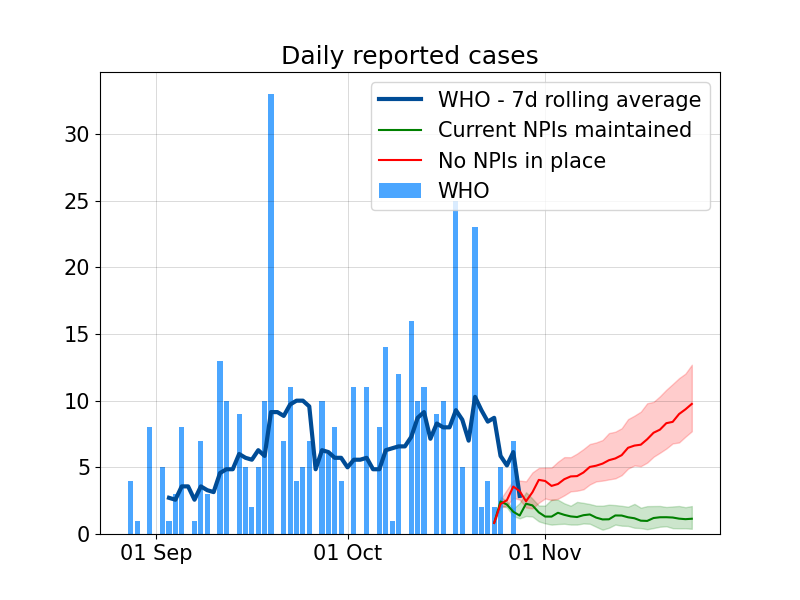 Daily reported cases
WHO - 7d rolling average
Current NPIs maintained
No NPIs in place
WHO
30
25
20
15
10
5
0
01 Sep
01 Oct
01 Nov